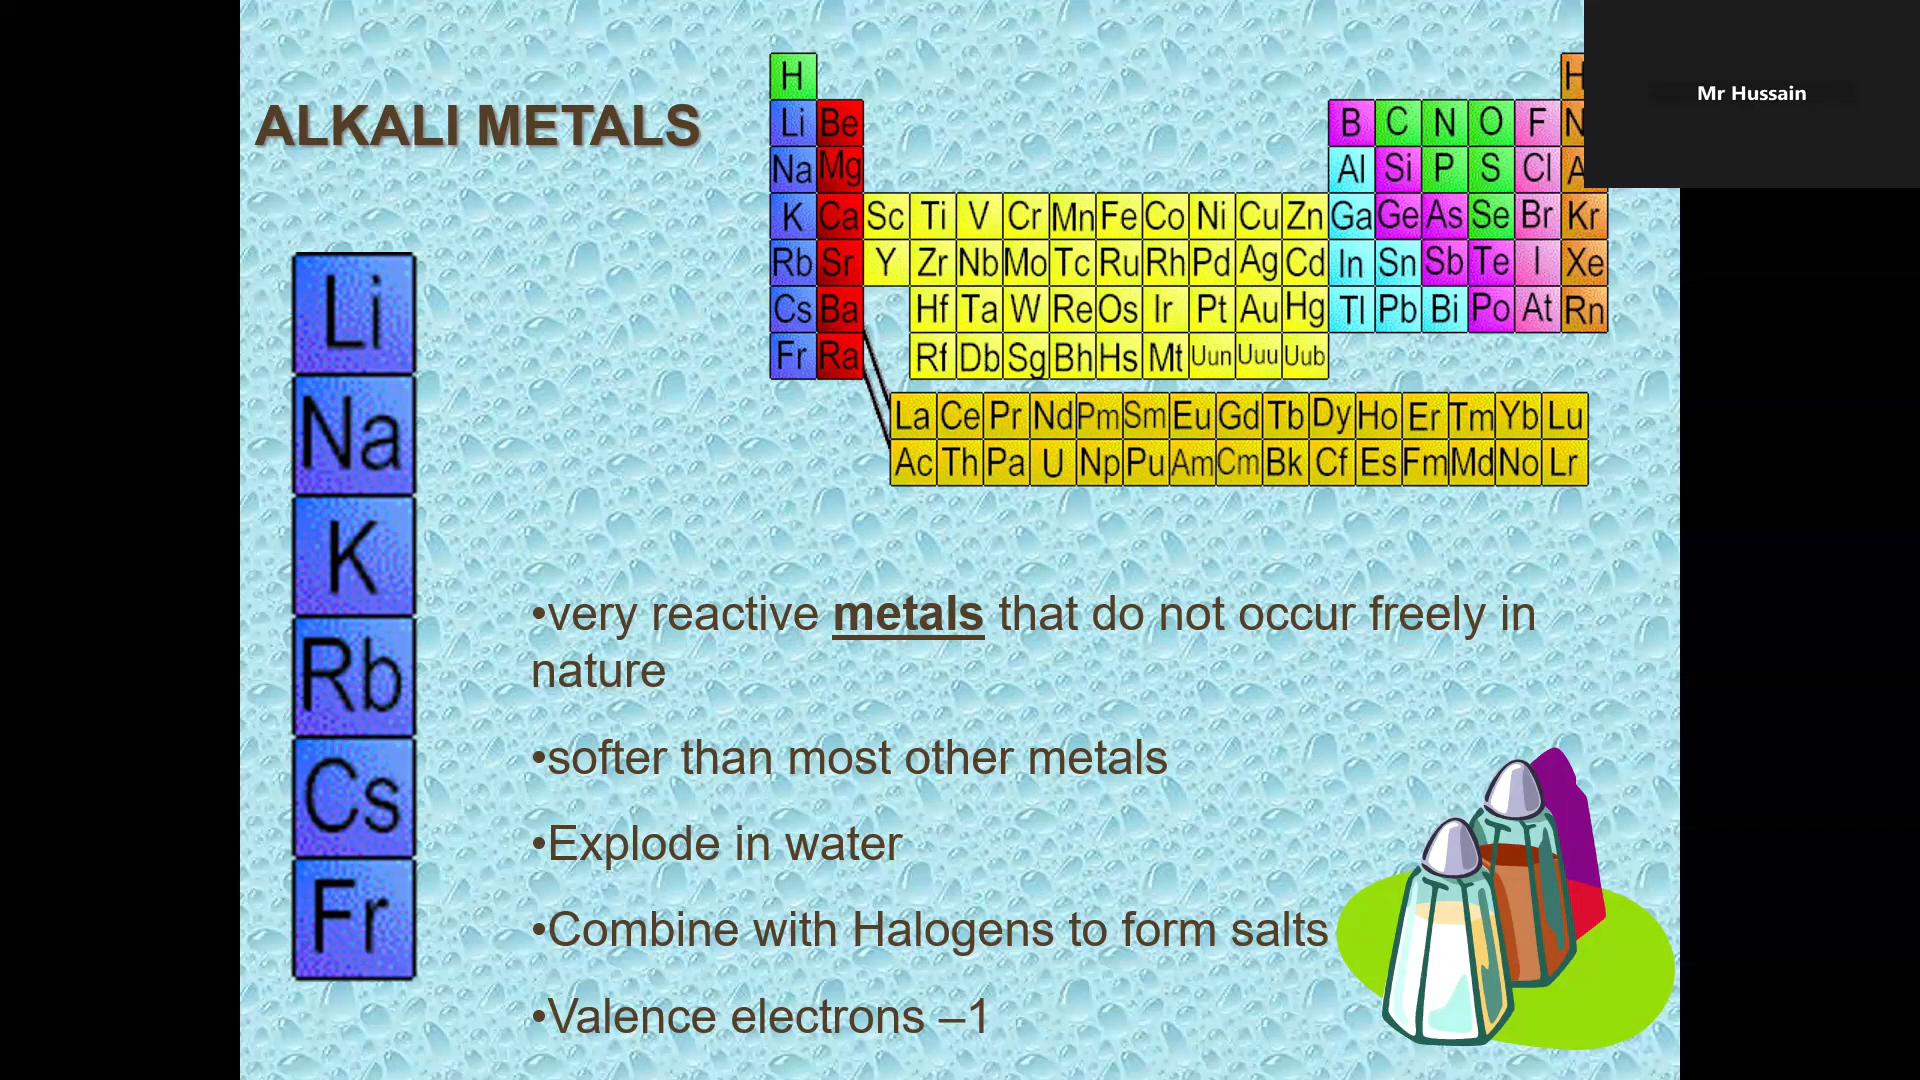 Mr Hussain
ALKALI METALS
H H
Li Be B C N O F N
Na Mg Al Si P S Cl A
K Ca Sc Ti V Cr Mn Fe Co Ni Cu Zn Ga Ge As Se Br Kr
Rb Sr Y Zr Nb Mo Tc Ru Rh Pd Ag Cd In Sn Sb Te I Xe
Cs Ba Hf Ta W Re Os Ir Pt Au Hg Tl Pb Bi Po At Rn
Fr Ra Rf Db Sg Bh Hs Mt Uun Uuu Uub
La Ce Pr Nd Pm Sm Eu Gd Tb Dy Ho Er Tm Yb Lu
Ac Th Pa U Np Pu Am Cm Bk Cf Es Fm Md No Lr
Li
Na
K
Rb
Cs
Fr
•very reactive metals that do not occur freely in
nature
•softer than most other metals
•Explode in water
•Combine with Halogens to form salts
•Valence electrons –1